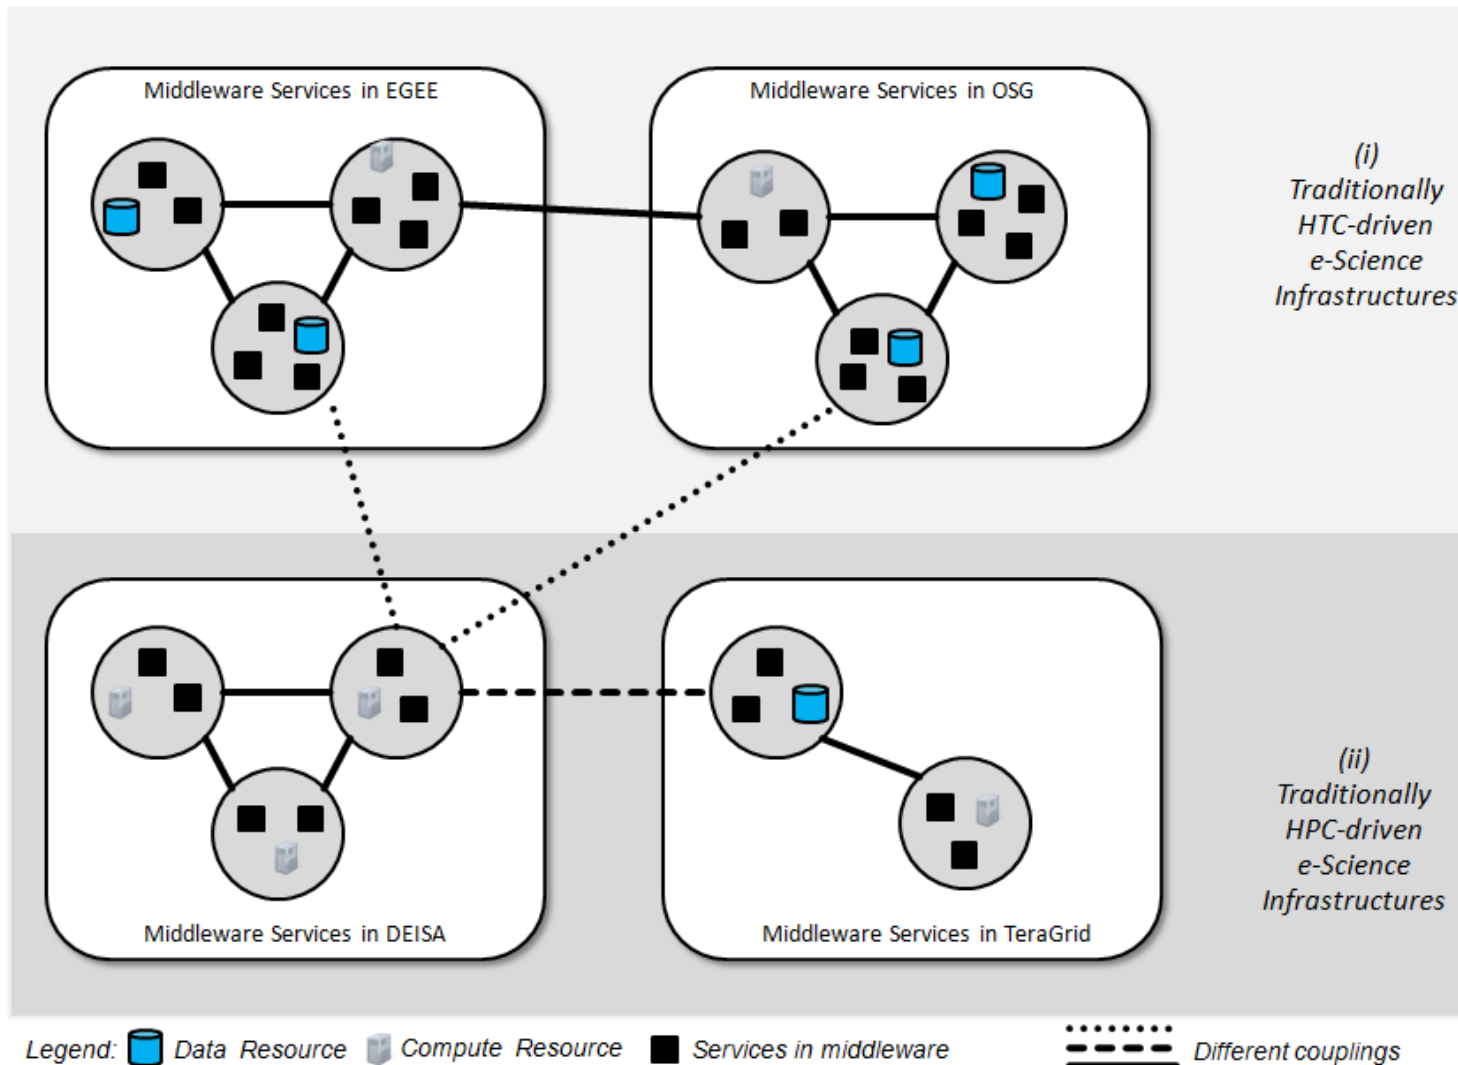 Middleware Services in EGEE
Middleware Services in OSG
(i)
Traditionally
HTC-driven
e-Science
Infrastructures
(ii)
Traditionally
HPC-driven
e-Science
Infrastructures
Middleware Services in DEISA
Middleware Services in TeraGrid
Legend: Data Resource Compute Resource Services in middleware Different couplings